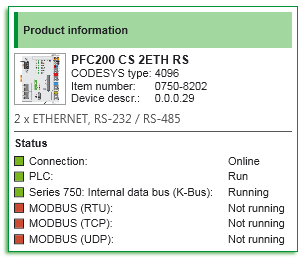 Product information
PFC200 CS 2ETH RS
CODESYS type: 4096
Item number: 0750-8202
Device descr.: 0.0.0.29
2 x ETHERNET, RS-232 / RS-485
Status
Connection: Online
PLC: Run
Series 750: Internal data bus (K-Bus): Running
MODBUS (RTU): Not running
MODBUS (TCP): Not running
MODBUS (UDP): Not running